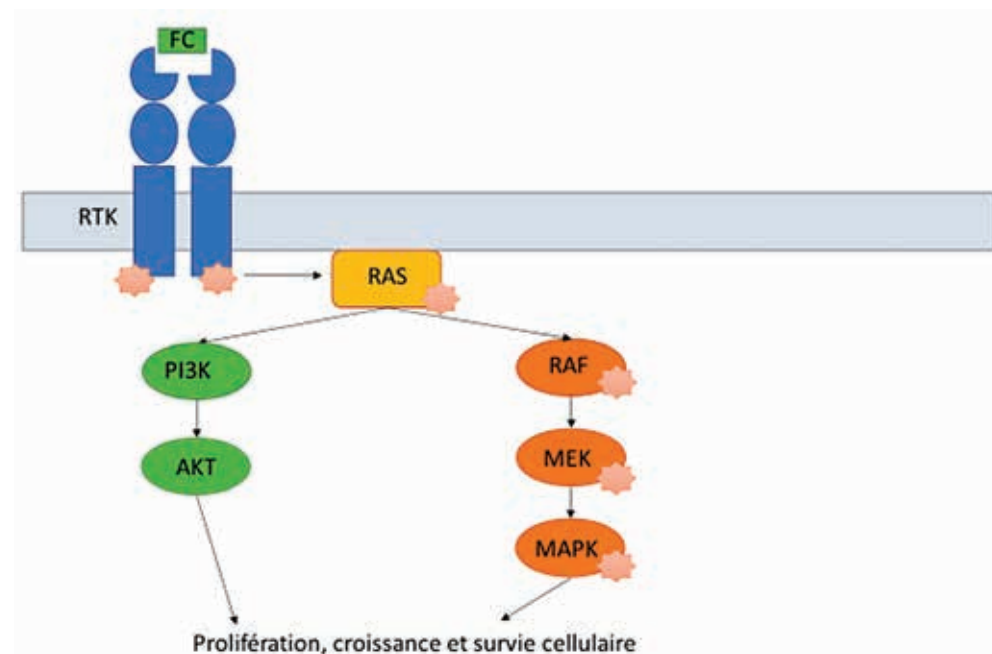 FC
RTK
RAS
PI3K
RAF
AKT
MEK
MAPK
Prolifération, croissance et survie cellulaire